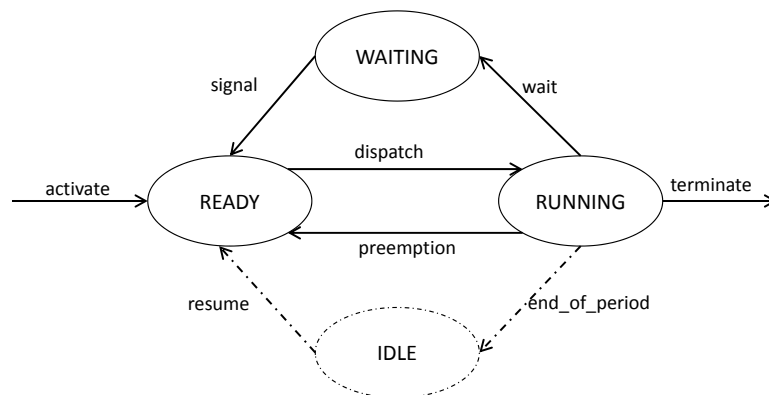 WAITING
signal
wait
dispatch
activate
READY
RUNNING
terminate
preemption
resume
end_of_period
IDLE